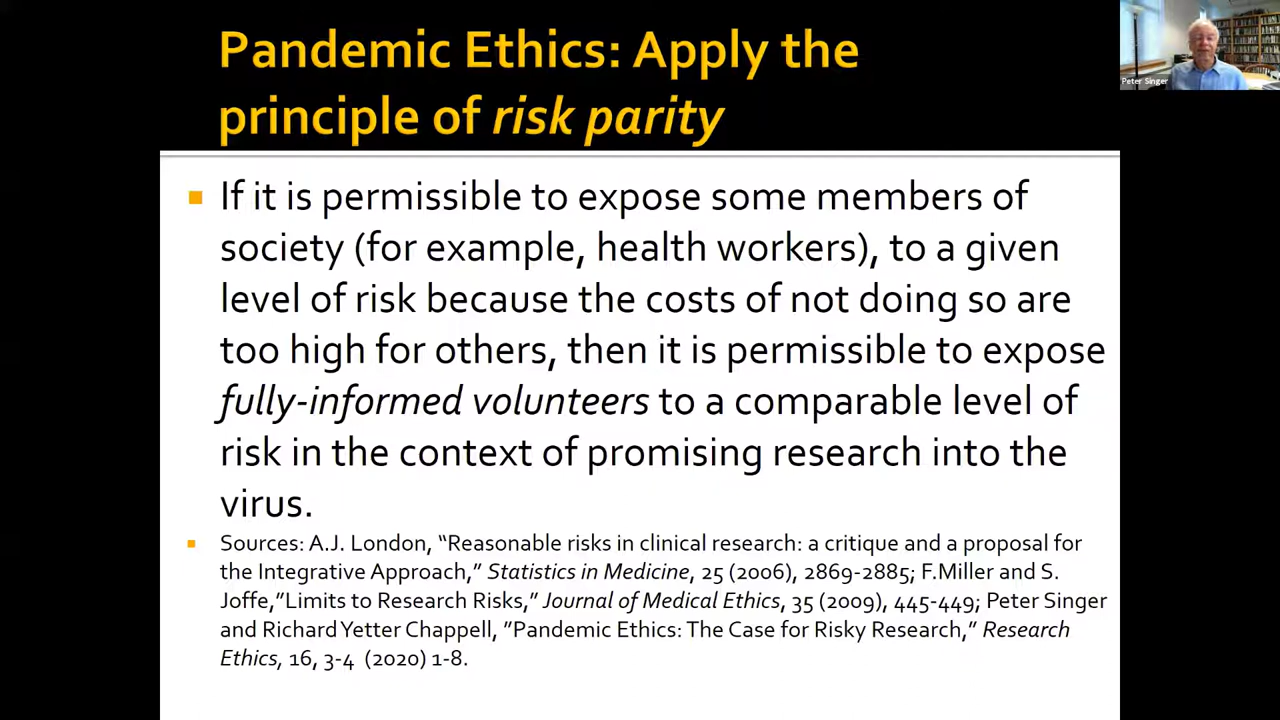 Pandemic Ethics: Apply the
principle of risk parity
Peter Singer
If it is permissible to expose some members of
society (for example, health workers), to a given
level of risk because the costs of not doing so are
too high for others, then it is permissible to expose
fully-informed volunteers to a comparable level of
risk in the context of promising research into the
virus.
Sources: A.J. London, “Reasonable risks in clinical research: a critique and a proposal for
the Integrative Approach,” Statistics in Medicine, 25 (2006), 2869-2885; F.Miller and S.
Joffe,”Limits to Research Risks,” Journal of Medical Ethics, 35 (2009), 445-449; Peter Singer
and Richard Yetter Chappell, ”Pandemic Ethics: The Case for Risky Research,” Research
Ethics, 16, 3-4 (2020) 1-8.